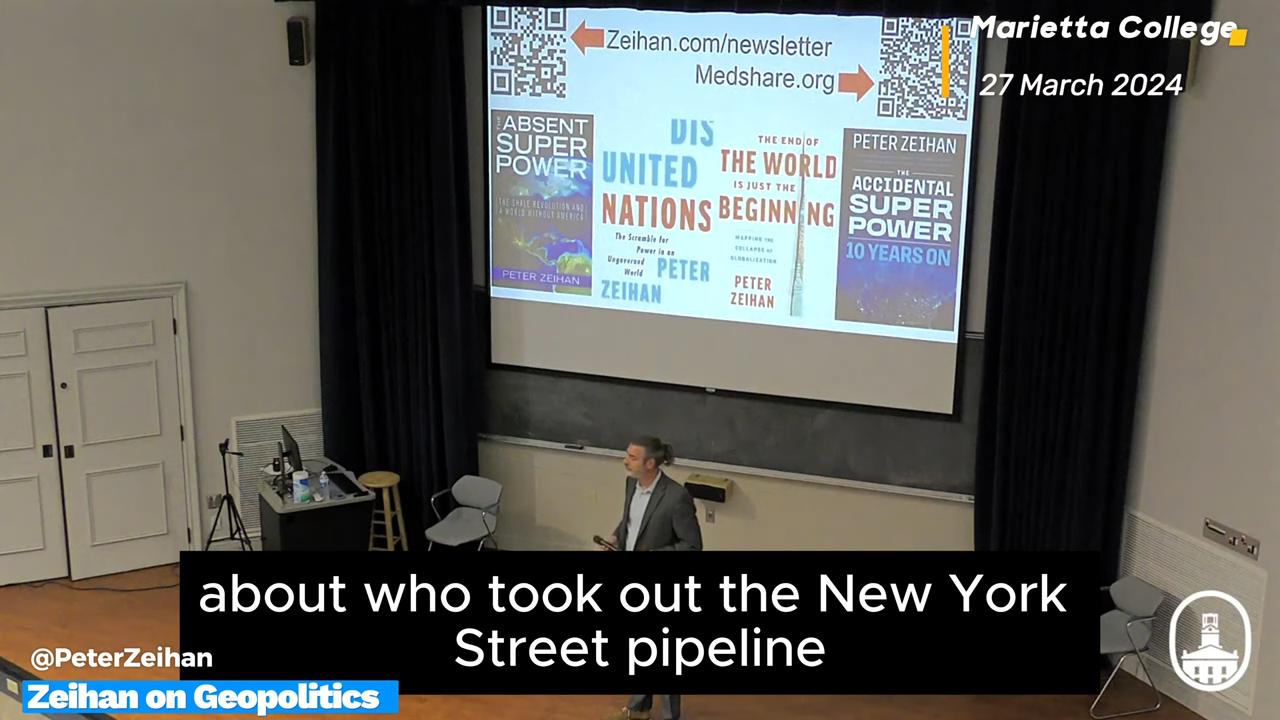 Marietta College
27 March 2024
Zeihan.com/newsletter
Medshare.org
THE
ABSENT
SUPER
POWER
THE SHALE REVOLUTION AND
A WORLD WITHOUT AMERICA
PETER ZEIHAN
DIS
UNITED
NATIONS
The Scramble for
Power in an
Ungoverned
World
PETER
ZEIHAN
THE END OF
THE WORLD
IS JUST THE
BEGINNING
MAPPING THE
COLLAPSE OF
GLOBALIZATION
PETER
ZEIHAN
PETER ZEIHAN
THE
ACCIDENTAL
SUPER
POWER
10 YEARS ON
about who took out the New York
Street pipeline
@PeterZeihan
Zeihan on Geopolitics